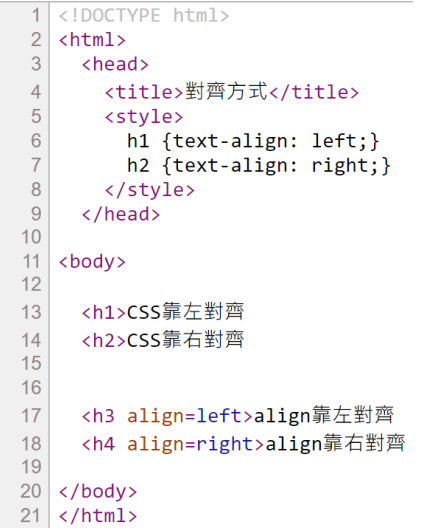 1 <!DOCTYPE html>
2 <html>
3   <head>
4     <title>對齊方式</title>
5     <style>
6       h1 {text-align: left;}
7       h2 {text-align: right;}
8     </style>
9   </head>
10
11 <body>
12
13   <h1>CSS靠左對齊
14   <h2>CSS靠右對齊
15
16
17   <h3 align=left>align靠左對齊
18   <h4 align=right>align靠右對齊
19
20 </body>
21 </html>